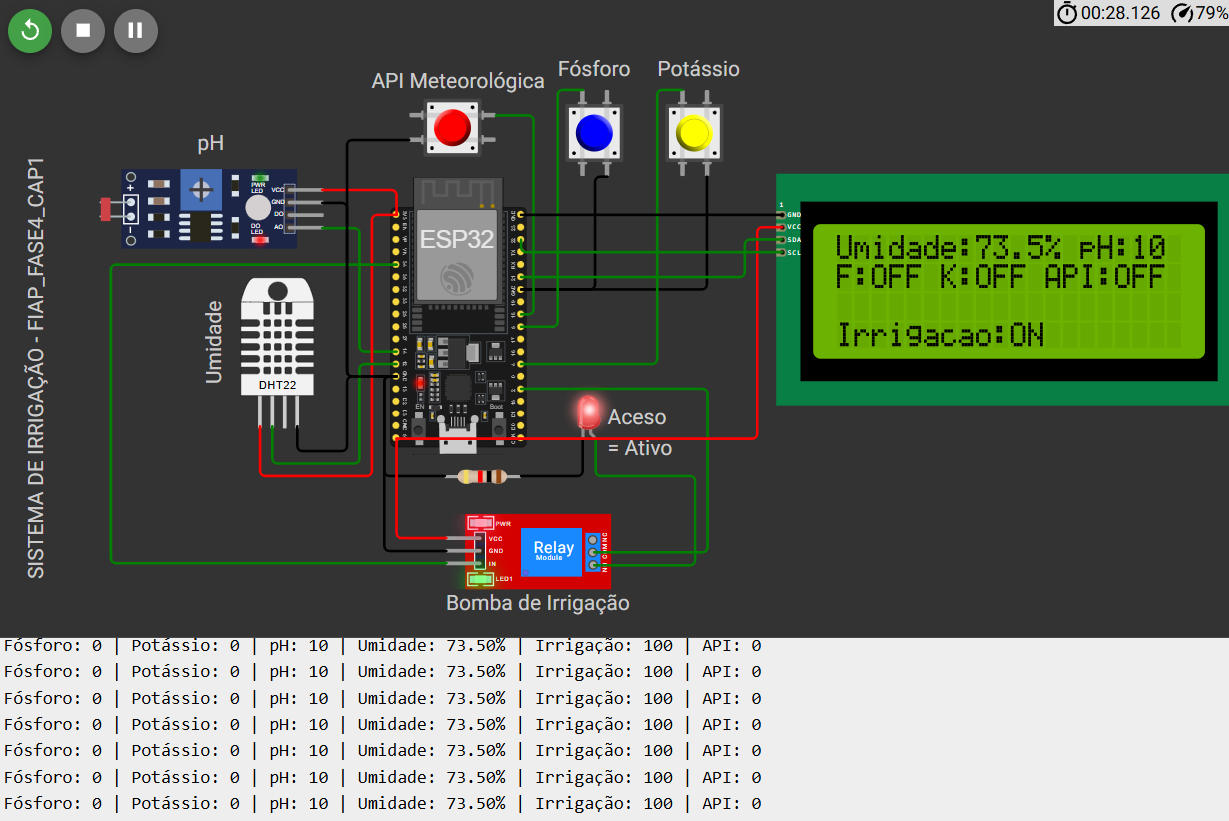 00:28.126 79%
Fósforo Potássio
API Meteorológica
pH
SISTEMA DE IRRIGAÇÃO - FIAP_FASE4_CAP1
PWR
LED
VCC
GND
DO
AO
DO
LED
ESP32
EN
Boot
1
GND
VCC
SDA
SCL
Umidade:73.5% pH:10
F:OFF K:OFF API:OFF
Irrigacao:ON
Umidade
DHT22
Aceso
= Ativo
PWR
VCC
GND
IN
LED1
Relay
Module
NC
COM
NO
Bomba de Irrigação
Fósforo: 0 | Potássio: 0 | pH: 10 | Umidade: 73.50% | Irrigação: 100 | API: 0
Fósforo: 0 | Potássio: 0 | pH: 10 | Umidade: 73.50% | Irrigação: 100 | API: 0
Fósforo: 0 | Potássio: 0 | pH: 10 | Umidade: 73.50% | Irrigação: 100 | API: 0
Fósforo: 0 | Potássio: 0 | pH: 10 | Umidade: 73.50% | Irrigação: 100 | API: 0
Fósforo: 0 | Potássio: 0 | pH: 10 | Umidade: 73.50% | Irrigação: 100 | API: 0
Fósforo: 0 | Potássio: 0 | pH: 10 | Umidade: 73.50% | Irrigação: 100 | API: 0
Fósforo: 0 | Potássio: 0 | pH: 10 | Umidade: 73.50% | Irrigação: 100 | API: 0